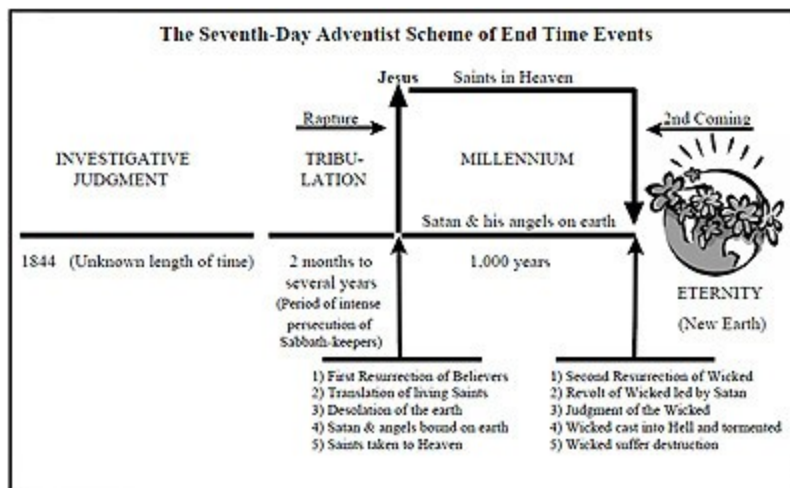 The Seventh-Day Adventist Scheme of End Time Events
Jesus
Saints in Heaven
Rapture
2nd Coming
INVESTIGATIVE
JUDGMENT
TRIBU-
LATION
MILLENNIUM
Satan & his angels on earth
1844 (Unknown length of time)
2 months to
several years
(Period of intense
persecution of
Sabbath-keepers)
1,000 years
ETERNITY
(New Earth)
1) First Resurrection of Believers
2) Translation of living Saints
3) Desolation of the earth
4) Satan & angels bound on earth
5) Saints taken to Heaven
1) Second Resurrection of Wicked
2) Revolt of Wicked led by Satan
3) Judgment of the Wicked
4) Wicked cast into Hell and tormented
5) Wicked suffer destruction